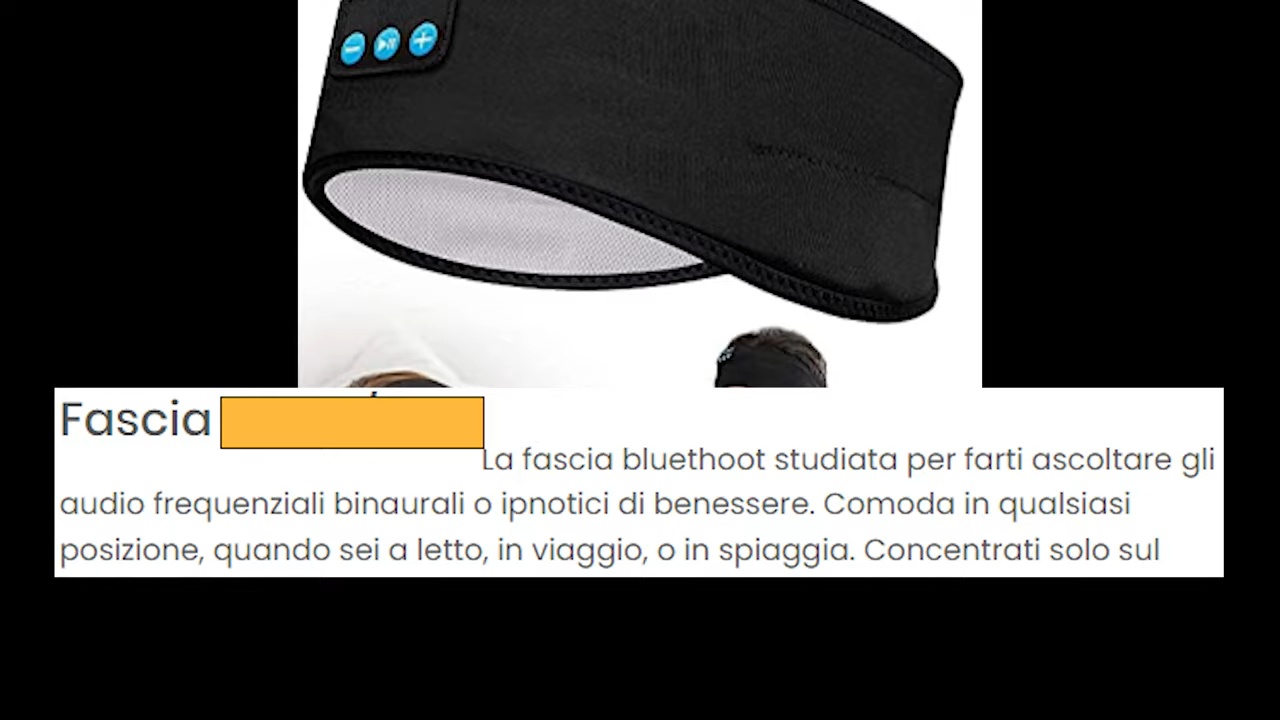 Fascia
La fascia bluethoot studiata per farti ascoltare gli
audio frequenziali binaurali o ipnotici di benessere. Comoda in qualsiasi
posizione, quando sei a letto, in viaggio, o in spiaggia. Concentrati solo sul